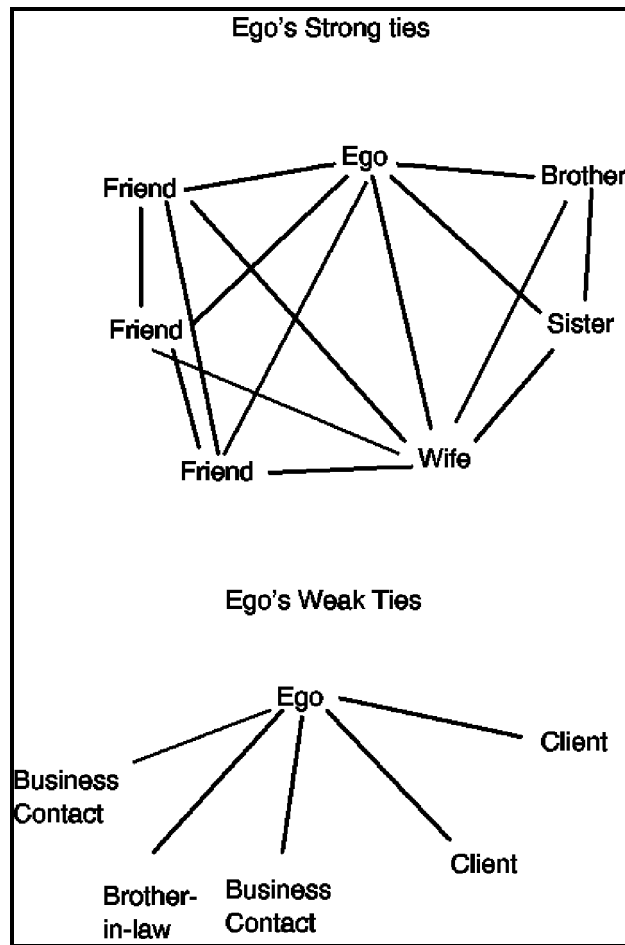 Ego's Strong ties
Ego
Friend
Brother
Friend
Sister
Friend
Wife
Ego's Weak Ties
Ego
Client
Business
Contact
Client
Brother-
in-law
Business
Contact